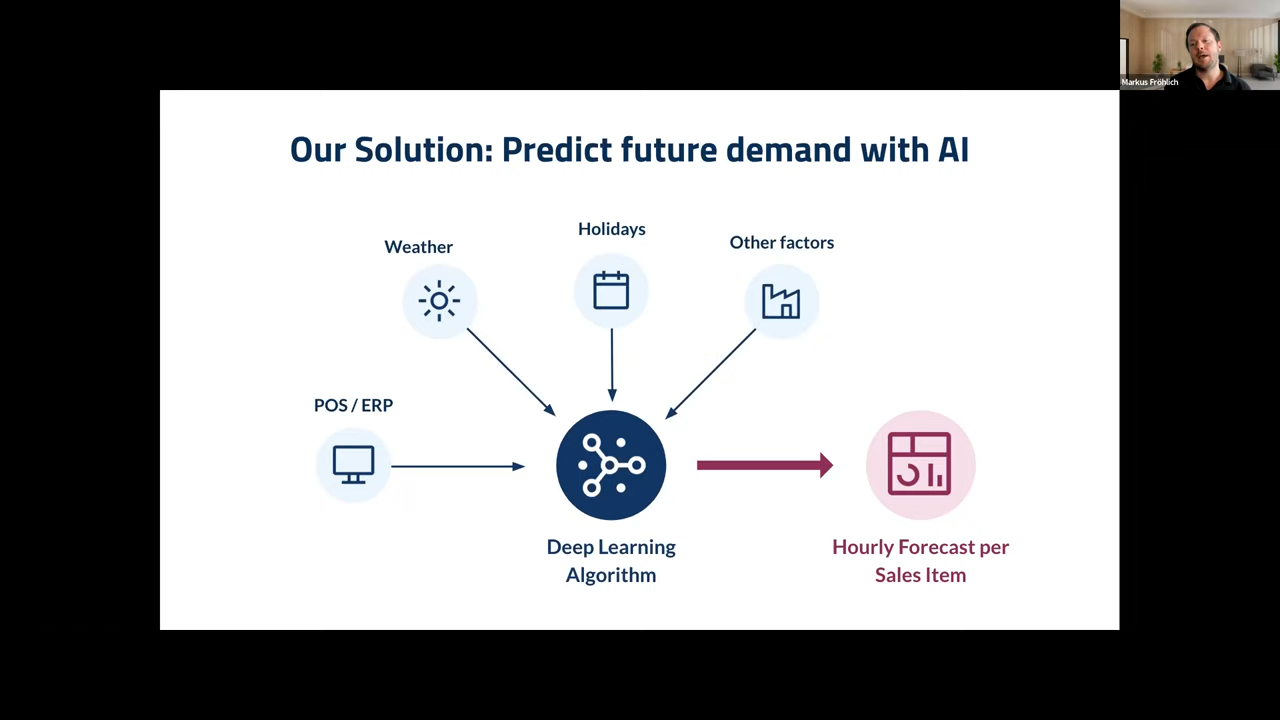 Markus Fröhlich
Our Solution: Predict future demand with AI
Weather
Holidays
Other factors
POS / ERP
Deep Learning
Algorithm
Hourly Forecast per
Sales Item